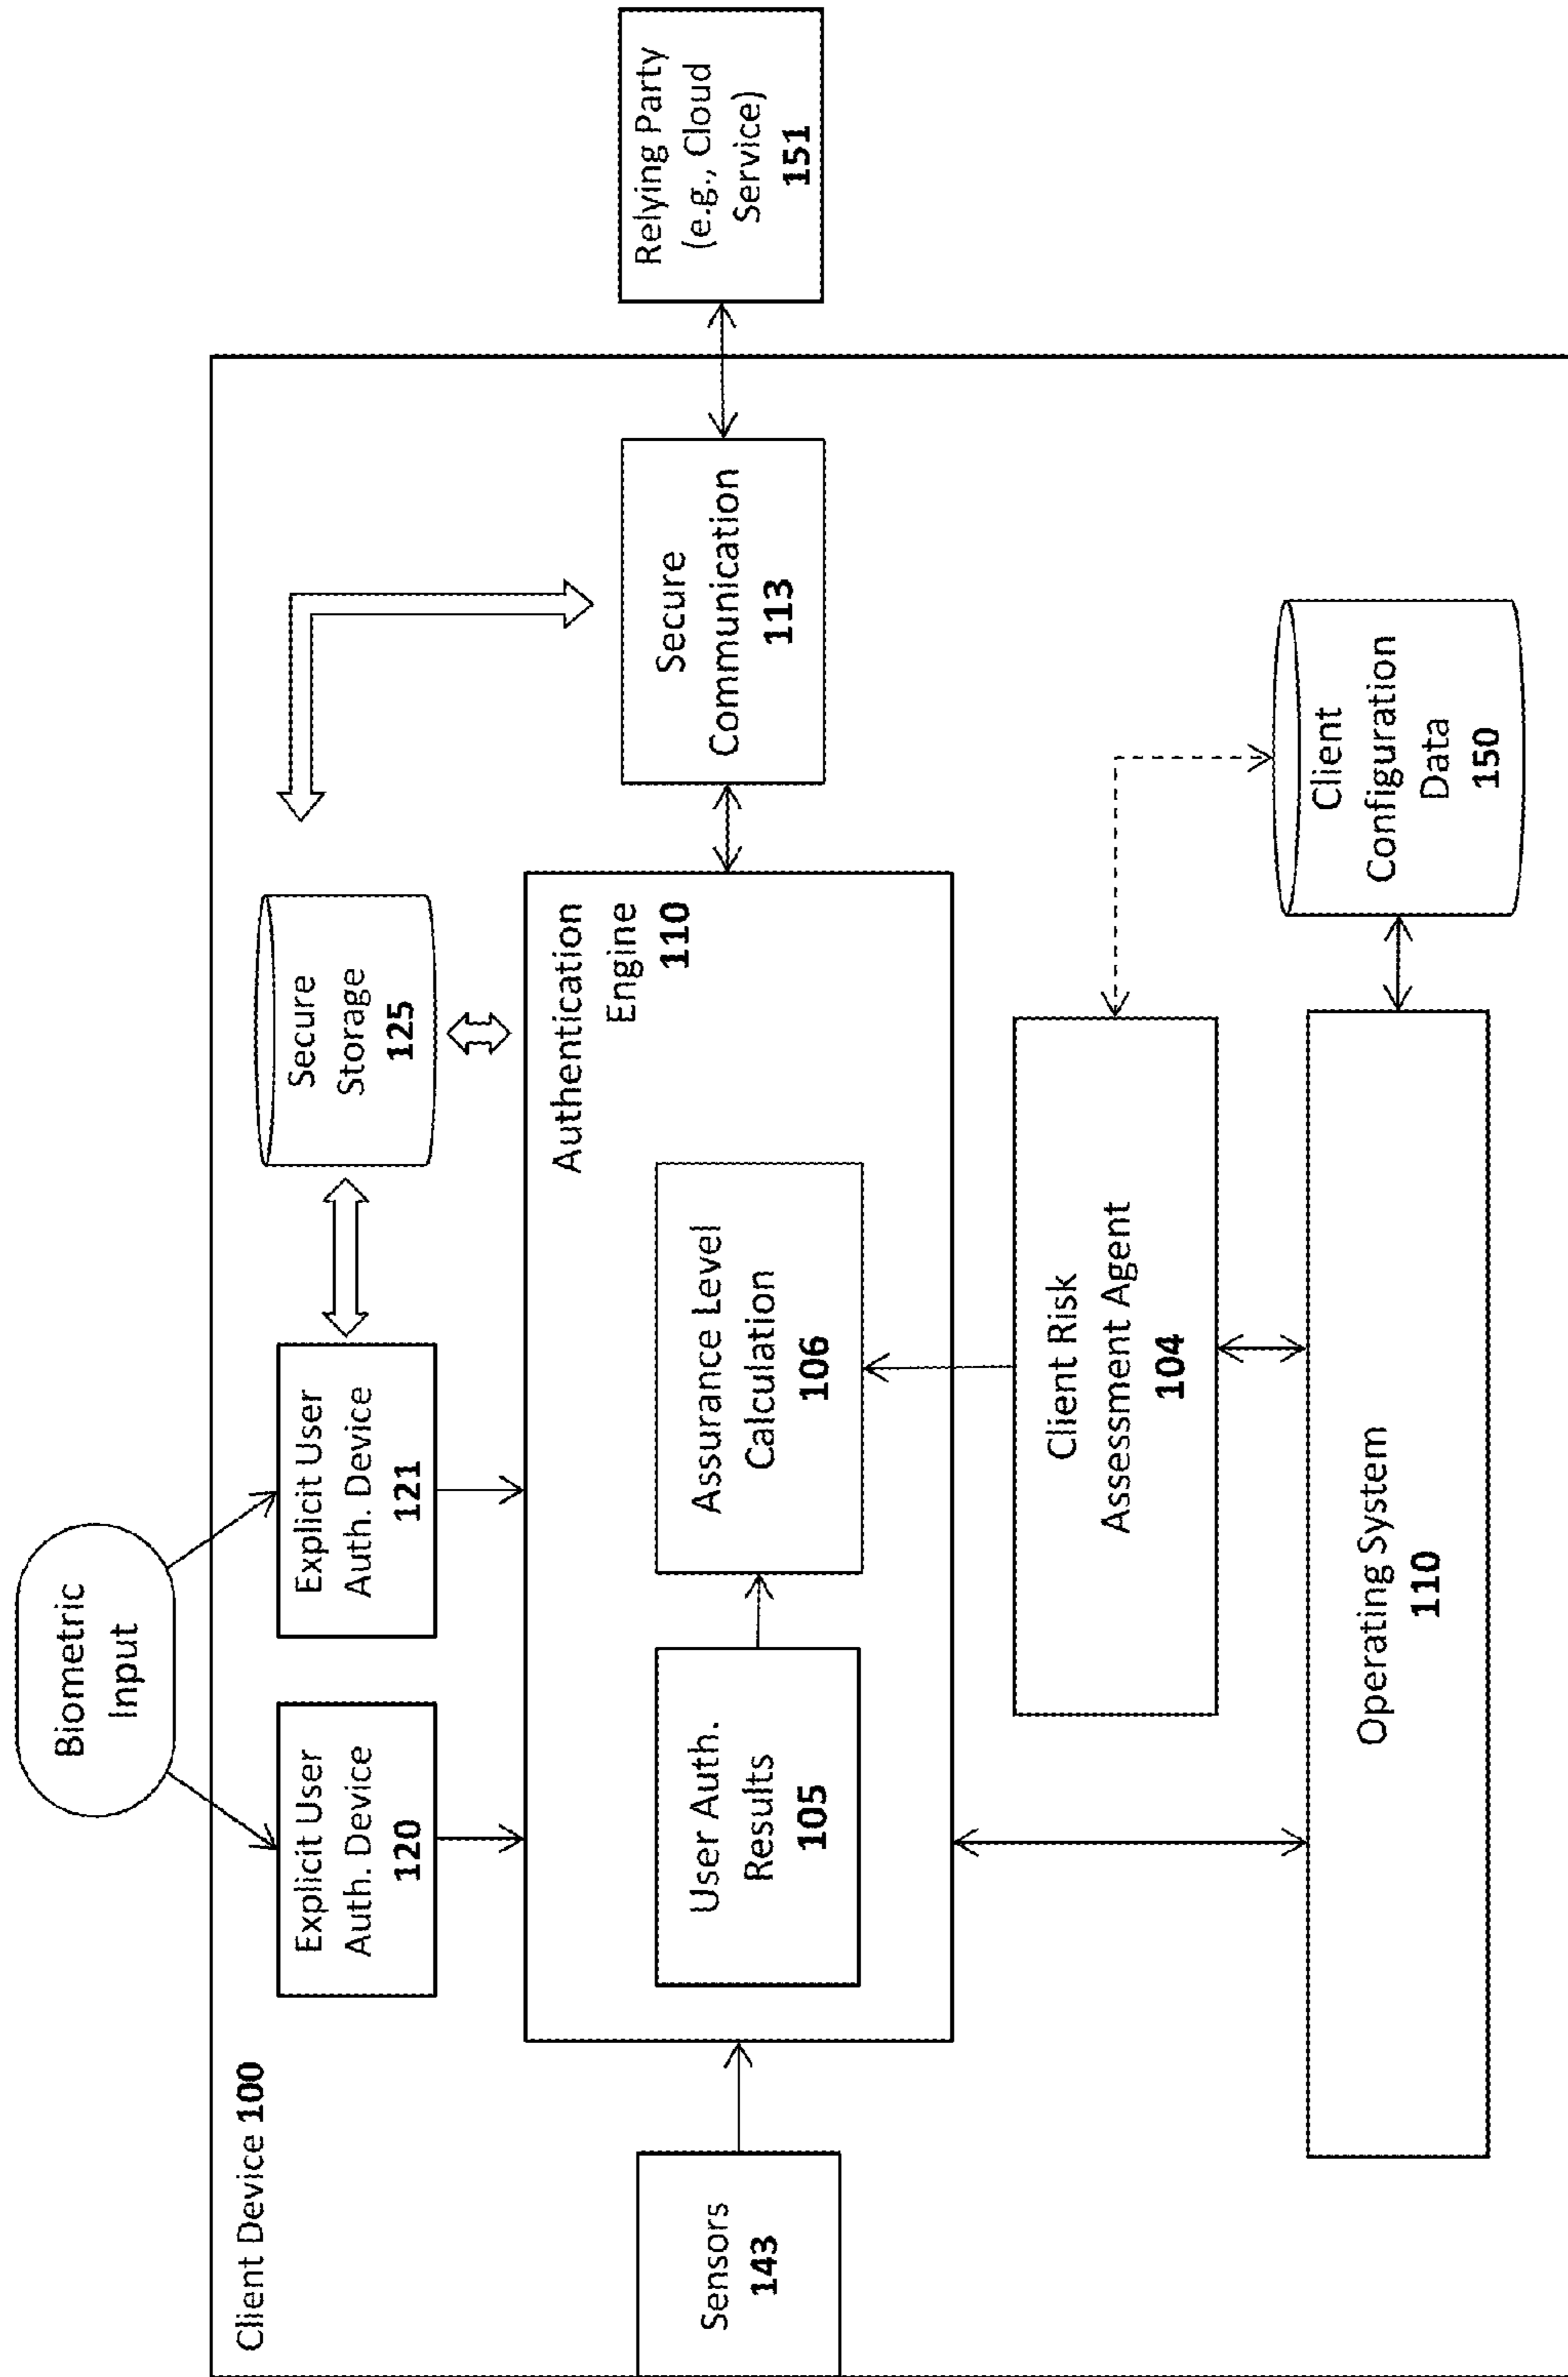 Client Device 100
Biometric
Input
Explicit User
Auth. Device
120
Explicit User
Auth. Device
121
Secure
Storage
125
Sensors
143
Authentication
Engine
110
User Auth.
Results
105
Assurance Level
Calculation
106
Secure
Communication
113
Relying Party
(e.g., Cloud
Service)
151
Client Risk
Assessment Agent
104
Client
Configuration
Data
150
Operating System
110